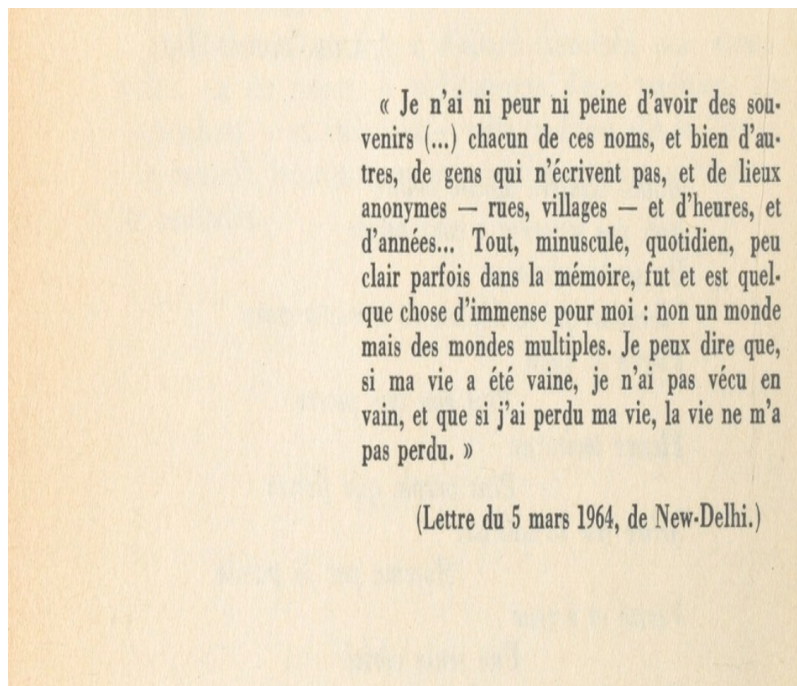 « Je n'ai ni peur ni peine d'avoir des sou-
venirs (...) chacun de ces noms, et bien d'au-
tres, de gens qui n'écrivent pas, et de lieux
anonymes — rues, villages — et d'heures, et
d'années... Tout, minuscule, quotidien, peu
clair parfois dans la mémoire, fut et est quel-
que chose d'immense pour moi : non un monde
mais des mondes multiples. Je peux dire que,
si ma vie a été vaine, je n'ai pas vécu en
vain, et que si j'ai perdu ma vie, la vie ne m'a
pas perdu. »
(Lettre du 5 mars 1964, de New-Delhi.)